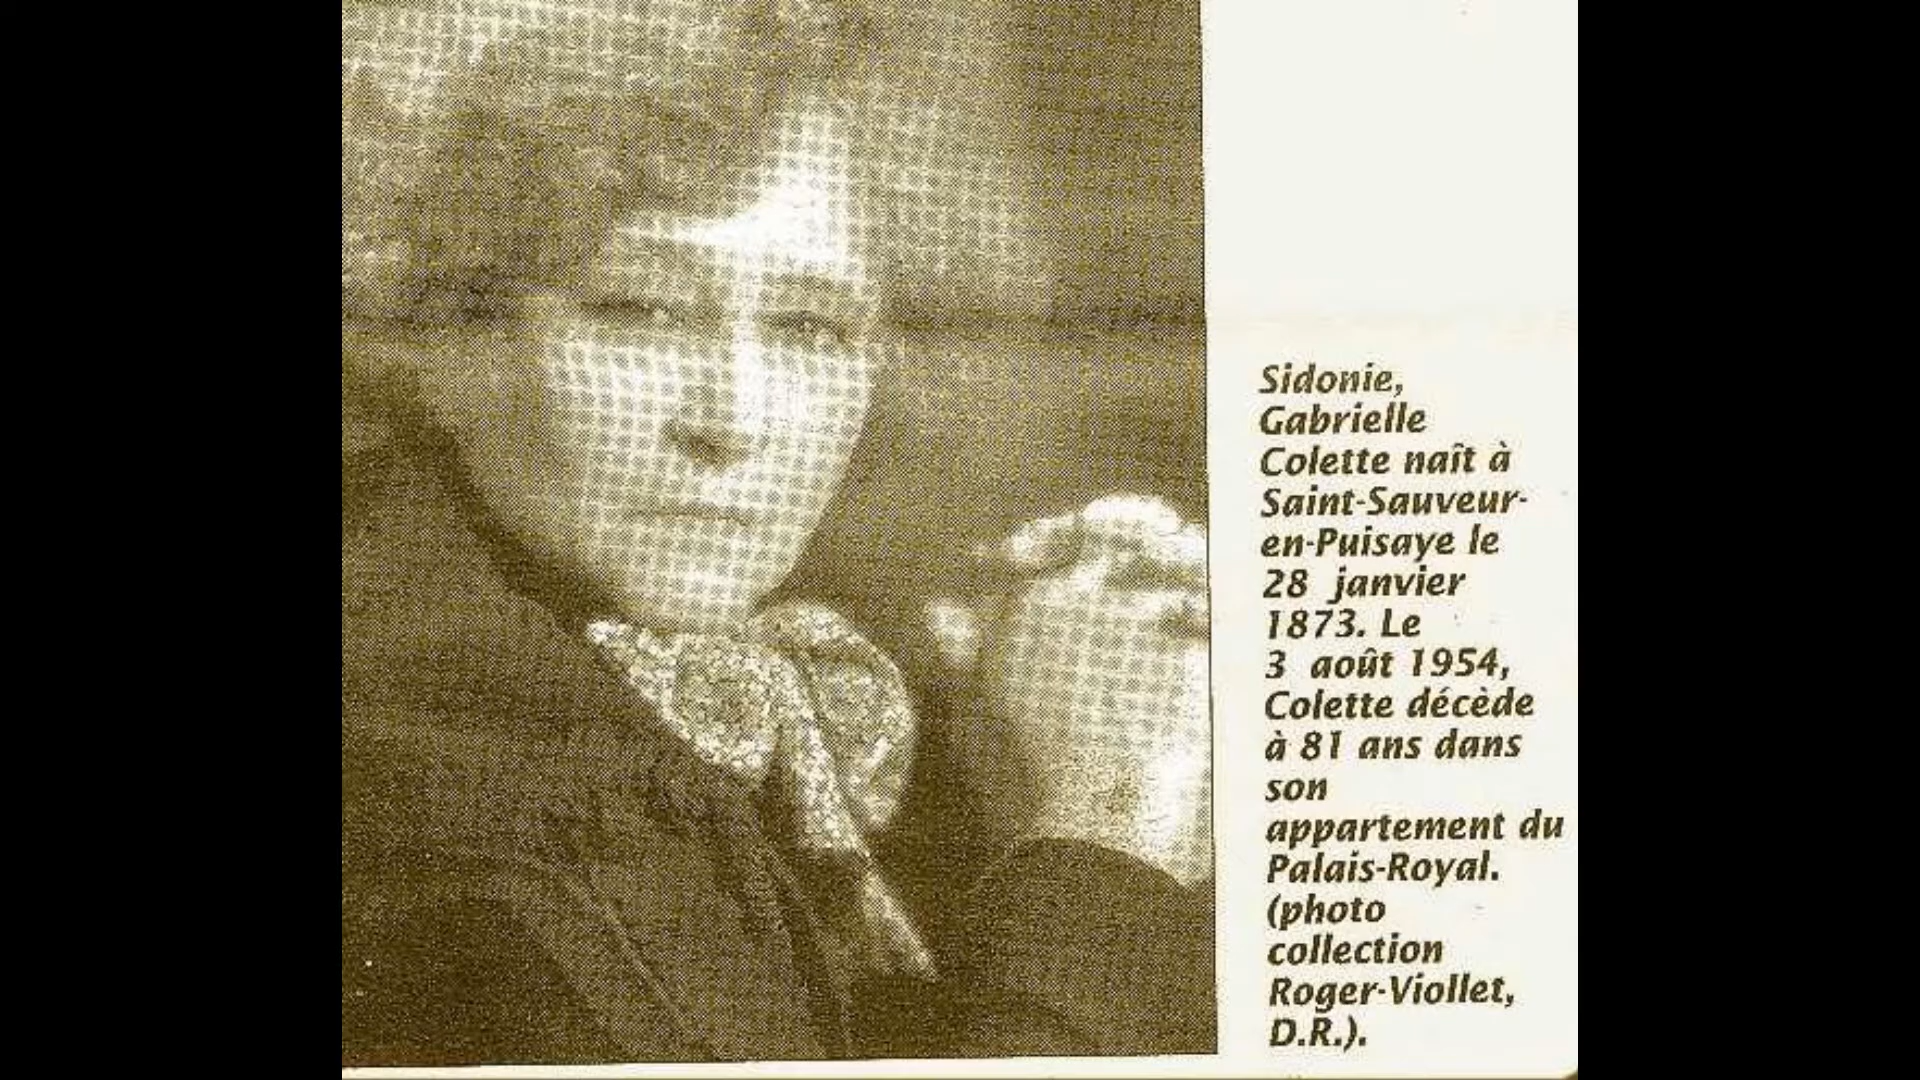 Sidonie,
Gabrielle
Colette naît à
Saint-Sauveur-
en-Puisaye le
28 janvier
1873. Le
3 août 1954,
Colette décède
à 81 ans dans
son
appartement du
Palais-Royal.
(photo
collection
Roger-Viollet,
D.R.).